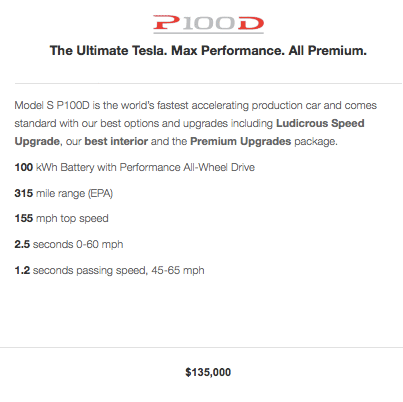 P100D
The Ultimate Tesla. Max Performance. All Premium.
Model S P100D is the world's fastest accelerating production car and comes
standard with our best options and upgrades including Ludicrous Speed
Upgrade, our best interior and the Premium Upgrades package.
100 kWh Battery with Performance All-Wheel Drive
315 mile range (EPA)
155 mph top speed
2.5 seconds 0-60 mph
1.2 seconds passing speed, 45-65 mph
$135,000